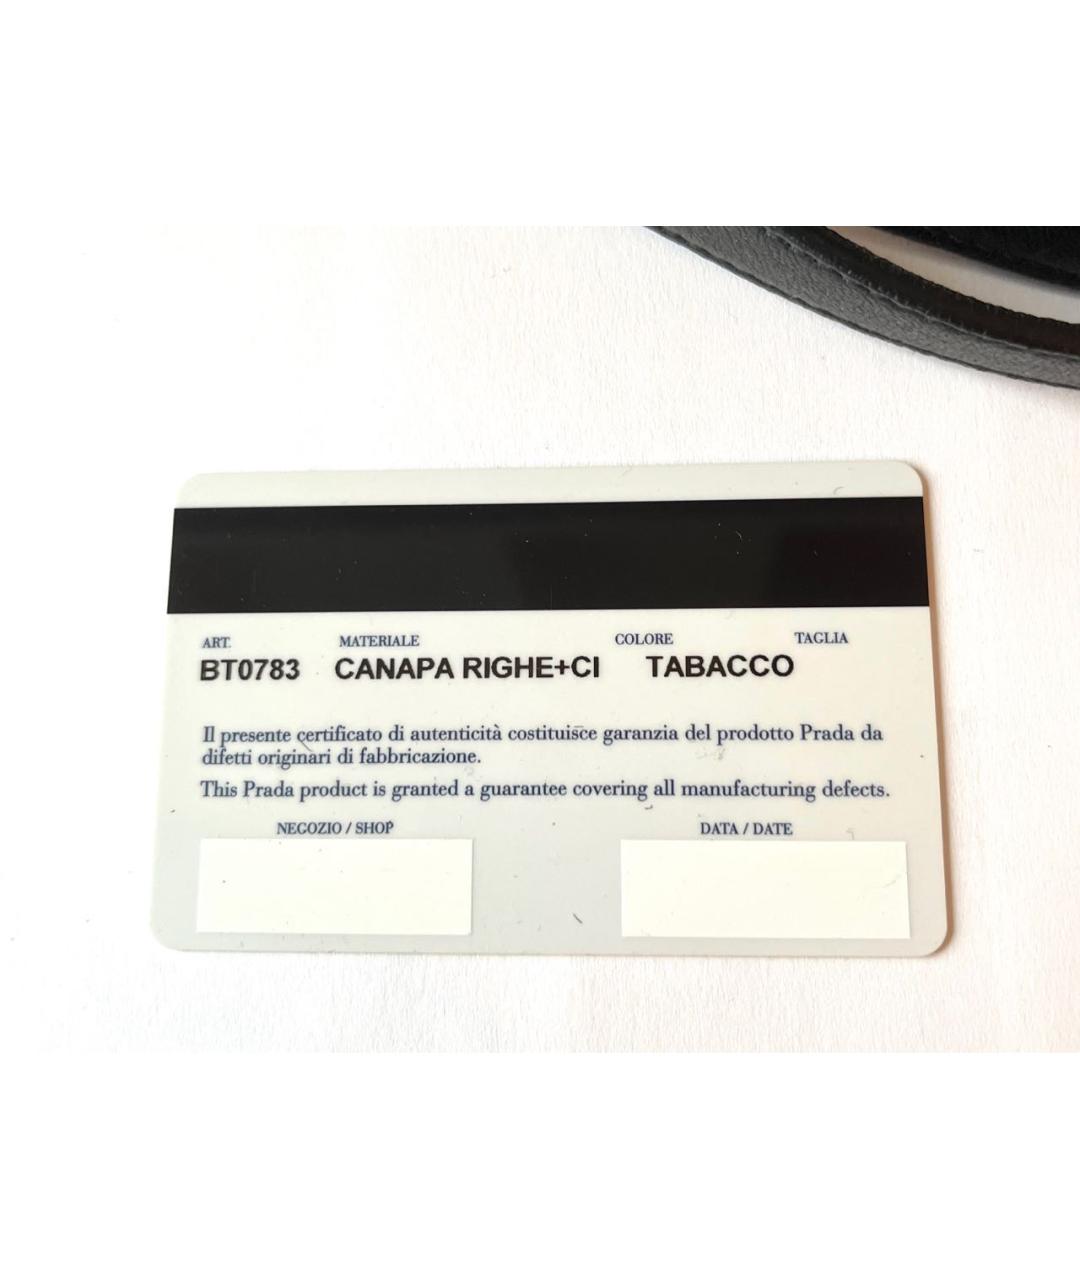 ART. MATERIALE COLORE TAGLIA
BT0783 CANAPA RIGHE+CI TABACCO
Il presente certificato di autenticità costituisce garanzia del prodotto Prada da
difetti originari di fabbricazione.
This Prada product is granted a guarantee covering all manufacturing defects.
NEGOZIO / SHOP DATA / DATE